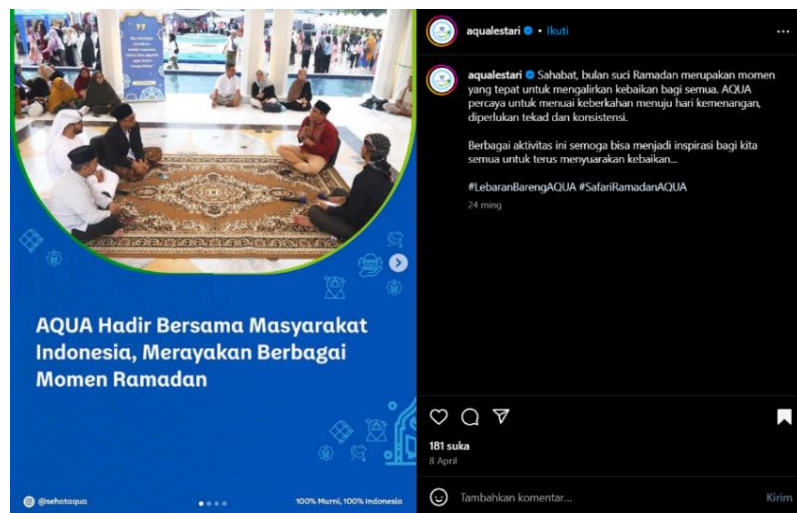 aqualestari • Ikuti
aqualestari Sahabat, bulan suci Ramadan merupakan momen
yang tepat untuk mengalirkan kebaikan bagi semua. AQUA
percaya untuk menuai keberkahan menuju hari kemenangan,
diperlukan tekad dan konsistensi.
Berbagai aktivitas ini semoga bisa menjadi inspirasi bagi kita
semua untuk terus menyuarakan kebaikan...
#LebaranBarengAQUA #SafariRamadanAQUA
24 ming
AQUA Hadir Bersama Masyarakat
Indonesia, Merayakan Berbagai
Momen Ramadan
@sehataqua
100% Murni, 100% Indonesia
181 suka
8 April
Tambahkan komentar...
Kirim